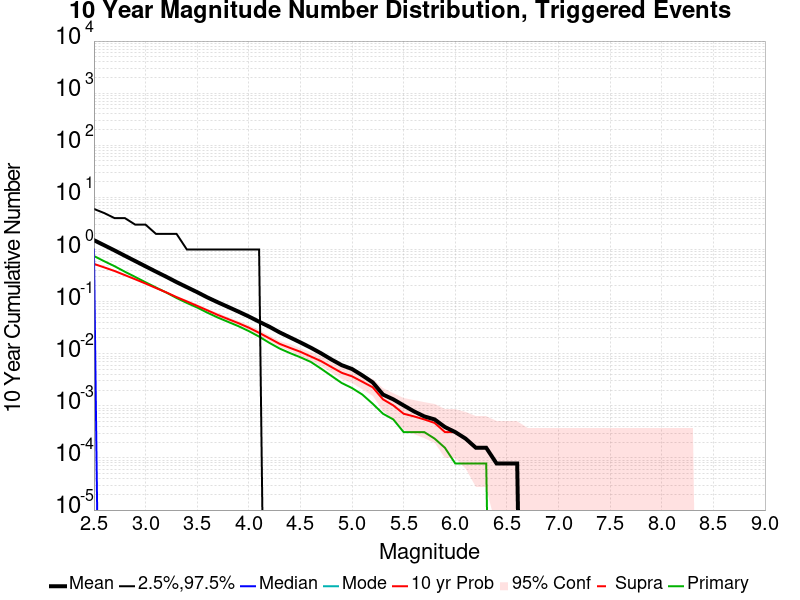 10 Year Magnitude Number Distribution, Triggered Events
10 Year Cumulative Number
10^4
10^3
10^2
10^1
10^0
10^-1
10^-2
10^-3
10^-4
10^-5
2.5 3.0 3.5 4.0 4.5 5.0 5.5 6.0 6.5 7.0 7.5 8.0 8.5 9.0
Magnitude
Mean 2.5%,97.5% Median Mode 10 yr Prob 95% Conf Supra Primary